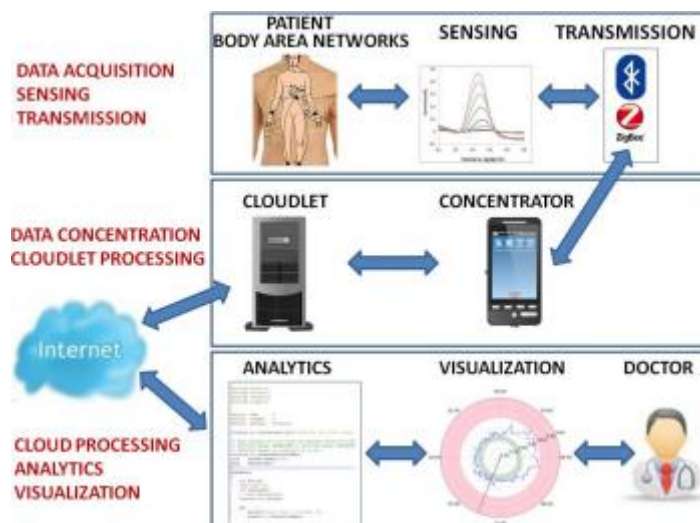 PATIENT
BODY AREA NETWORKS
SENSING
TRANSMISSION
DATA ACQUISITION
SENSING
TRANSMISSION
ZigBee
CLOUDLET
CONCENTRATOR
DATA CONCENTRATION
CLOUDLET PROCESSING
Internet
ANALYTICS
VISUALIZATION
DOCTOR
CLOUD PROCESSING
ANALYTICS
VISUALIZATION